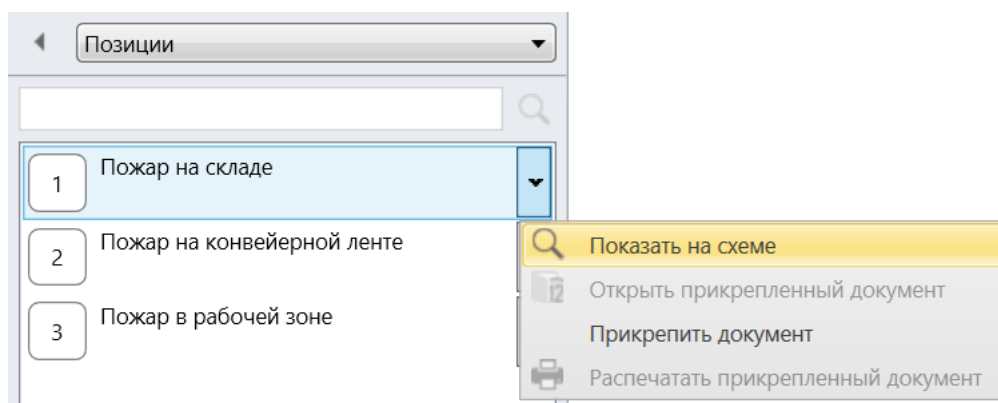 Позиции
1 Пожар на складе
2 Пожар на конвейерной ленте
3 Пожар в рабочей зоне
Показать на схеме
12 Открыть прикрепленный документ
Прикрепить документ
Распечатать прикрепленный документ